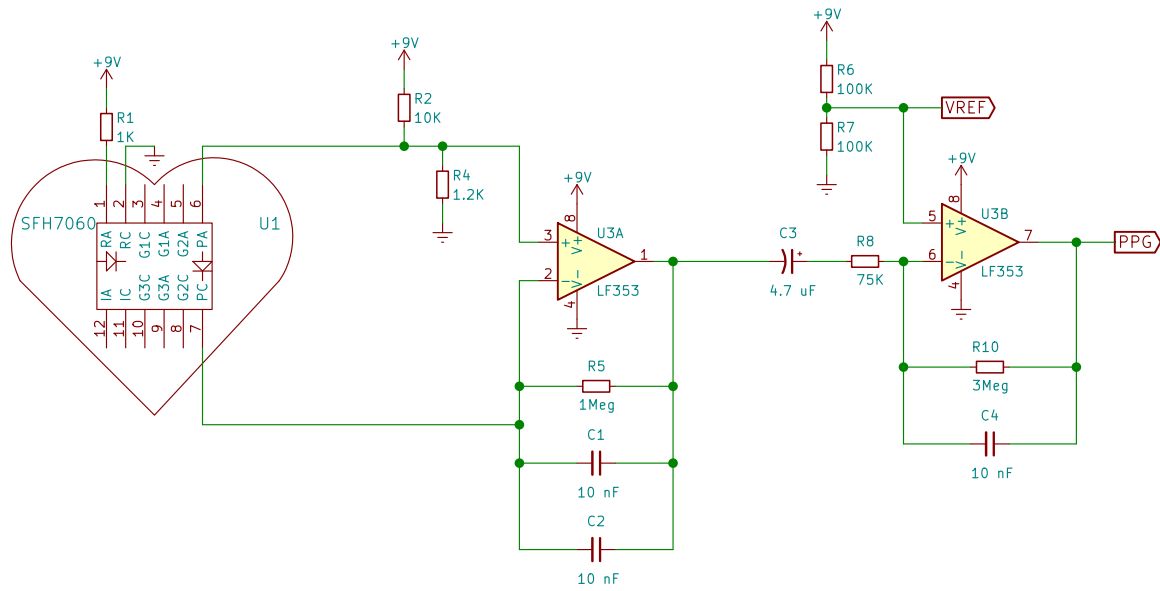 +9V
R1
1K
SFH7060
U1
1
2
3
4
5
6
RA
RC
G1C
G1A
G2A
PA
IA
IC
G3C
G3A
G2C
PC
12
11
10
9
8
7
+9V
R2
10K
R4
1.2K
+9V
8
U3A
3
+
V+
1
2
-
V-
4
LF353
R5
1Meg
C1
10 nF
C2
10 nF
C3
+
4.7 uF
R8
75K
+9V
R6
100K
VREF
R7
100K
+9V
8
U3B
5
+
V+
7
6
-
V-
4
LF353
PPG
R10
3Meg
C4
10 nF